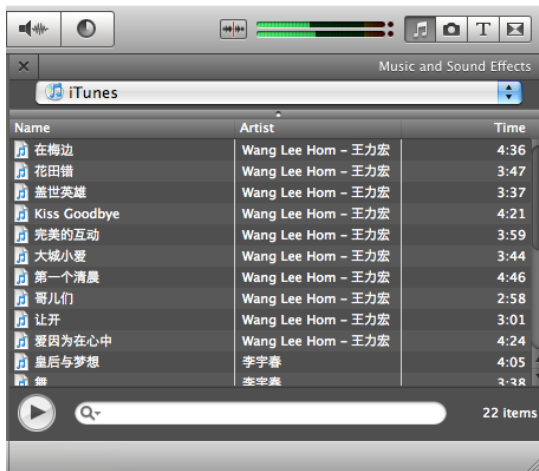 T
Music and Sound Effects
iTunes
Name Artist Time
在梅边 Wang Lee Hom – 王力宏 4:36
花田错 Wang Lee Hom – 王力宏 3:47
盖世英雄 Wang Lee Hom – 王力宏 3:37
Kiss Goodbye Wang Lee Hom – 王力宏 4:21
完美的互动 Wang Lee Hom – 王力宏 3:59
大城小爱 Wang Lee Hom – 王力宏 3:44
第一个清晨 Wang Lee Hom – 王力宏 4:46
哥儿们 Wang Lee Hom – 王力宏 2:58
让开 Wang Lee Hom – 王力宏 3:01
爱因为在心中 Wang Lee Hom – 王力宏 4:24
皇后与梦想 李宇春 4:05
舞 李宇春 3:38
22 items